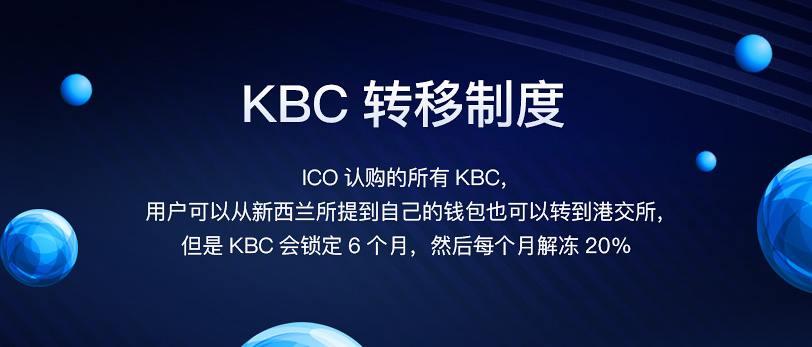 KBC 转移制度
ICO 认购的所有 KBC，
用户可以从新西兰所提到自己的钱包也可以转到港交所，
但是 KBC 会锁定 6 个月，然后每个月解冻 20%